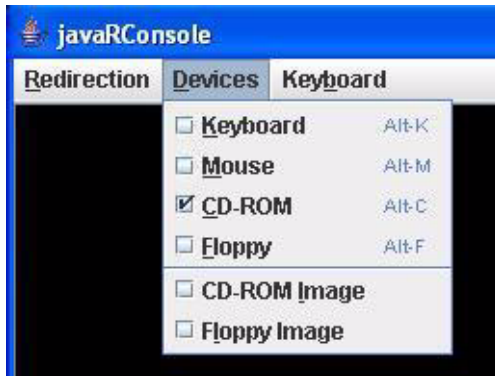 javaRConsole
Redirection Devices Keyboard
Keyboard Alt-K
Mouse Alt-M
CD-ROM Alt-C
Floppy Alt-F
CD-ROM Image
Floppy Image